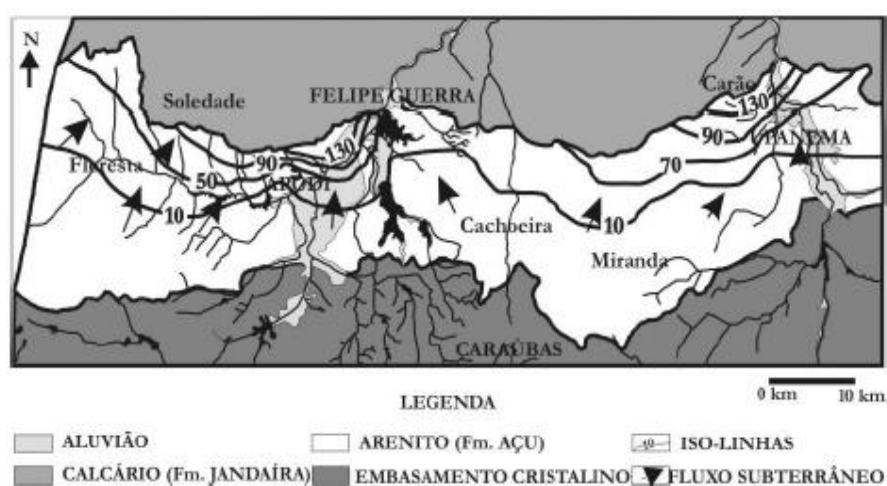 N
Soledade
FELIPE GUERRA
Carão
130
130
90
90
PANEMA
Floresta
APODI
70
50
10
Cachoeira
10
Miranda
CARAÚBAS
0 km 10 km
LEGENDA
ALUVIÃO
ARENITO (Fm. AÇU)
10 ISO-LINHAS
CALCÁRIO (Fm. JANDAÍRA)
EMBASAMENTO CRISTALINO
FLUXO SUBTERRÂNEO